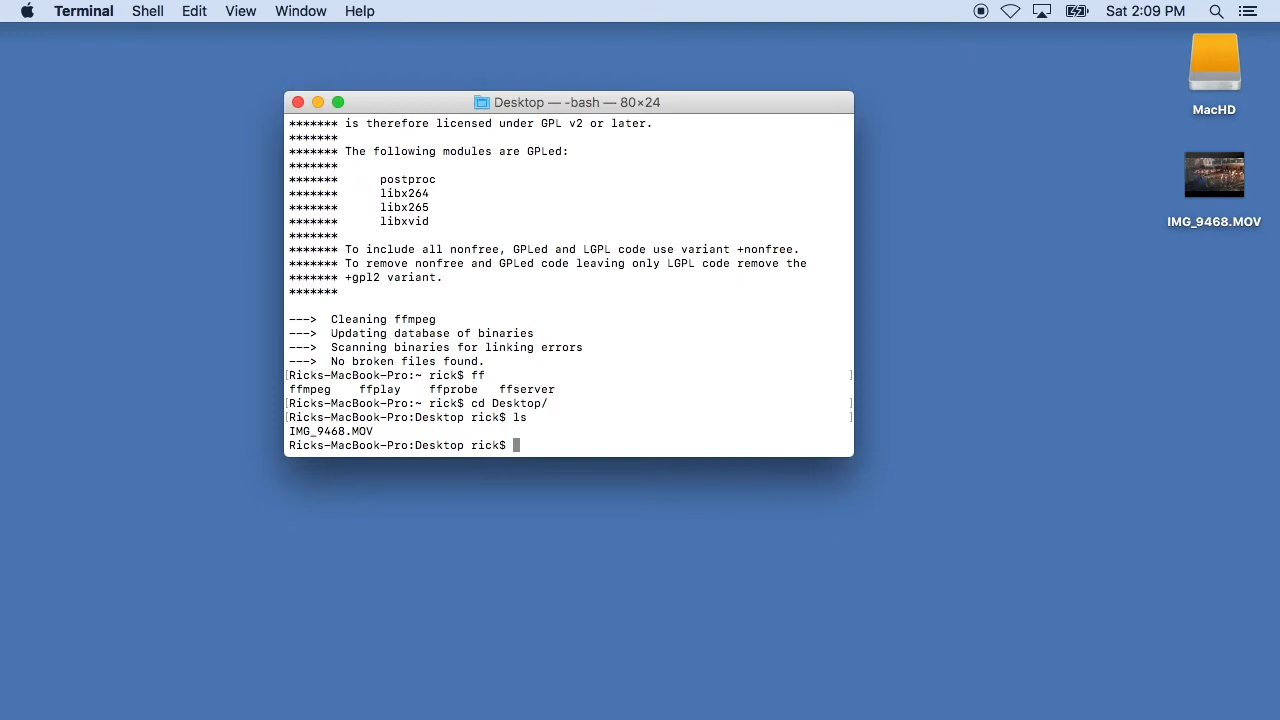 Terminal Shell Edit View Window Help Sat 2:09 PM
MacHD
IMG_9468.MOV
Desktop — -bash — 80×24
******* is therefore licensed under GPL v2 or later.
*******
******* The following modules are GPLed:
*******
******* postproc
******* libx264
******* libx265
******* libxvid
*******
******* To include all nonfree, GPLed and LGPL code use variant +nonfree.
******* To remove nonfree and GPLed code leaving only LGPL code remove the
******* +gpl2 variant.
*******
---> Cleaning ffmpeg
---> Updating database of binaries
---> Scanning binaries for linking errors
---> No broken files found.
[Ricks-MacBook-Pro:~ rick$ ff ]
ffmpeg ffplay ffprobe ffserver
[Ricks-MacBook-Pro:~ rick$ cd Desktop/ ]
[Ricks-MacBook-Pro:Desktop rick$ ls ]
IMG_9468.MOV
Ricks-MacBook-Pro:Desktop rick$